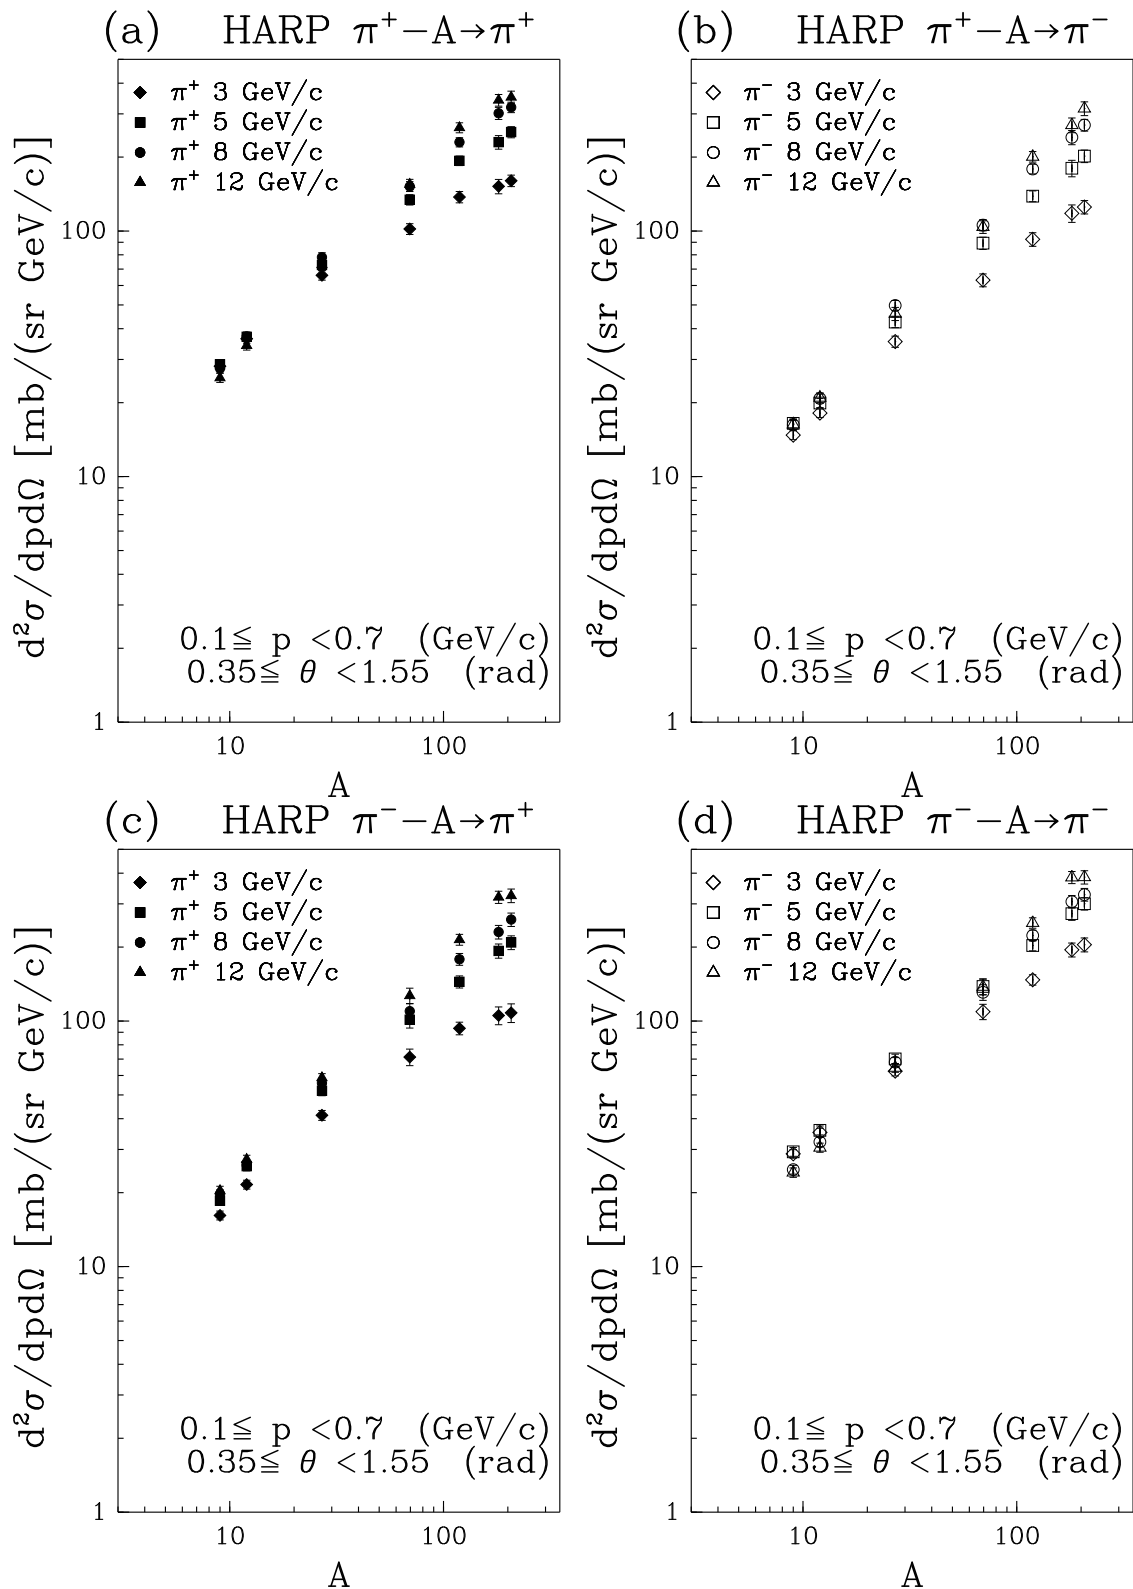 (a) HARP π⁺−A→π⁺
π⁺ 3 GeV/c
π⁺ 5 GeV/c
π⁺ 8 GeV/c
π⁺ 12 GeV/c
100
10
1
d²σ/dpdΩ [mb/(sr GeV/c)]
0.1≦ p <0.7 (GeV/c)
0.35≦ θ <1.55 (rad)
10 100
A
(b) HARP π⁺−A→π⁻
π⁻ 3 GeV/c
π⁻ 5 GeV/c
π⁻ 8 GeV/c
π⁻ 12 GeV/c
100
10
1
d²σ/dpdΩ [mb/(sr GeV/c)]
0.1≦ p <0.7 (GeV/c)
0.35≦ θ <1.55 (rad)
10 100
A
(c) HARP π⁻−A→π⁺
π⁺ 3 GeV/c
π⁺ 5 GeV/c
π⁺ 8 GeV/c
π⁺ 12 GeV/c
100
10
1
d²σ/dpdΩ [mb/(sr GeV/c)]
0.1≦ p <0.7 (GeV/c)
0.35≦ θ <1.55 (rad)
10 100
A
(d) HARP π⁻−A→π⁻
π⁻ 3 GeV/c
π⁻ 5 GeV/c
π⁻ 8 GeV/c
π⁻ 12 GeV/c
100
10
1
d²σ/dpdΩ [mb/(sr GeV/c)]
0.1≦ p <0.7 (GeV/c)
0.35≦ θ <1.55 (rad)
10 100
A